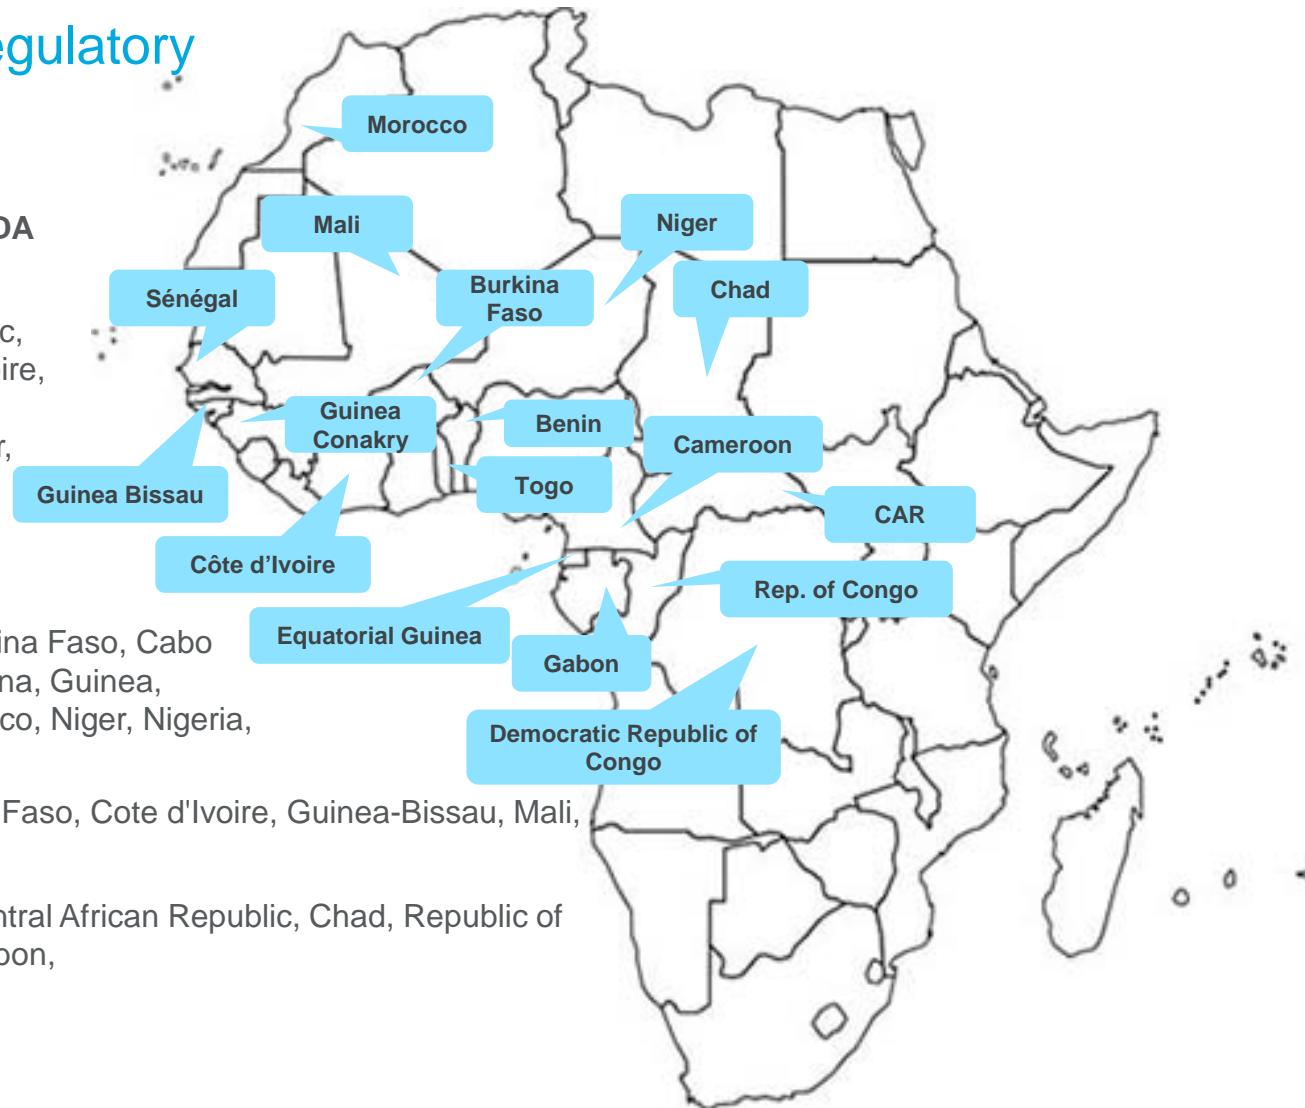 egulatory
Morocco
DA
Mali
Niger
Sénégal
Burkina
Faso
Chad
c,
oire,
Guinea
Conakry
Benin
r,
Cameroon
Guinea Bissau
Togo
CAR
Côte d’Ivoire
Rep. of Congo
Equatorial Guinea
ina Faso, Cabo
Gabon
na, Guinea,
co, Niger, Nigeria,
Democratic Republic of
Congo
Faso, Cote d'Ivoire, Guinea-Bissau, Mali,
ntral African Republic, Chad, Republic of
oon,